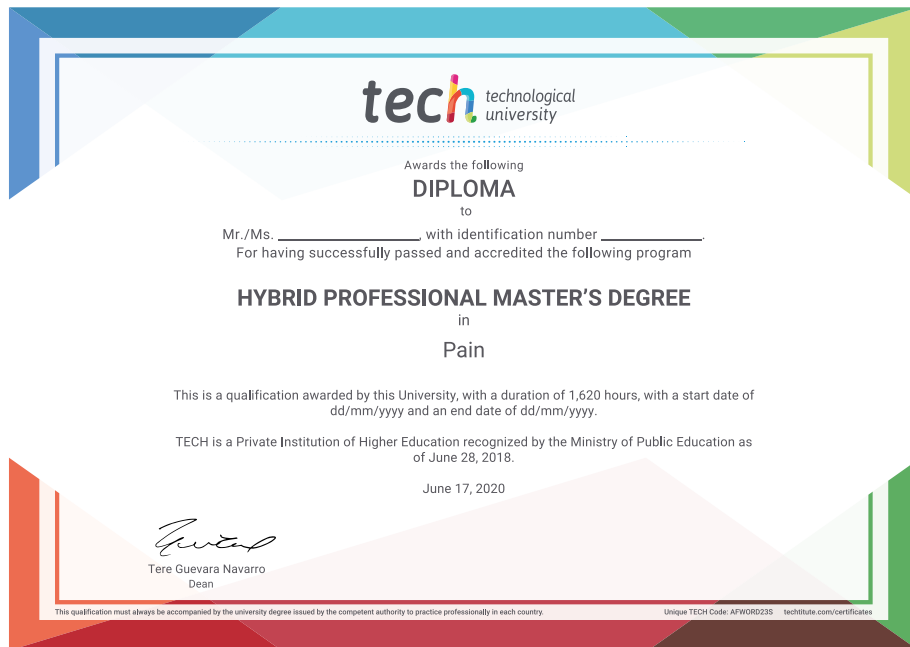 tech technological
university
Awards the following
DIPLOMA
to
Mr./Ms. ____________________, with identification number ______________.
For having successfully passed and accredited the following program
HYBRID PROFESSIONAL MASTER'S DEGREE
in
Pain
This is a qualification awarded by this University, with a duration of 1,620 hours, with a start date of
dd/mm/yyyy and an end date of dd/mm/yyyy.
TECH is a Private Institution of Higher Education recognized by the Ministry of Public Education as
of June 28, 2018.
June 17, 2020
Tere Guevara Navarro
Dean
This qualification must always be accompanied by the university degree issued by the competent authority to practice professionally in each country. Unique TECH Code: AFWORD23S techtitute.com/certificates